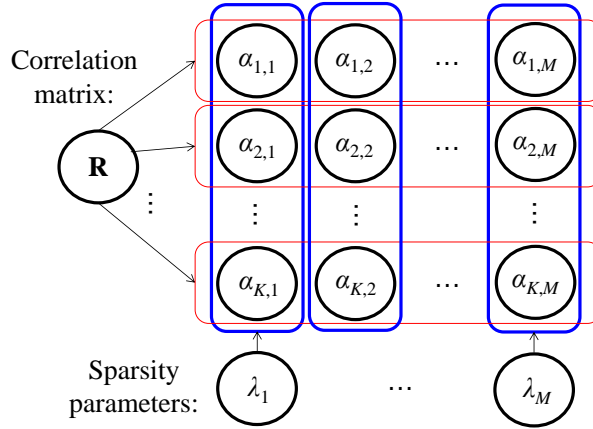 α1,1 α1,2 ⋯ α1,M
Correlation
matrix:
α2,1 α2,2 ⋯ α2,M
R
⋮ ⋮ ⋮ ⋮
αK,1 αK,2 ⋯ αK,M
Sparsity
parameters:
λ1 ⋯ λM